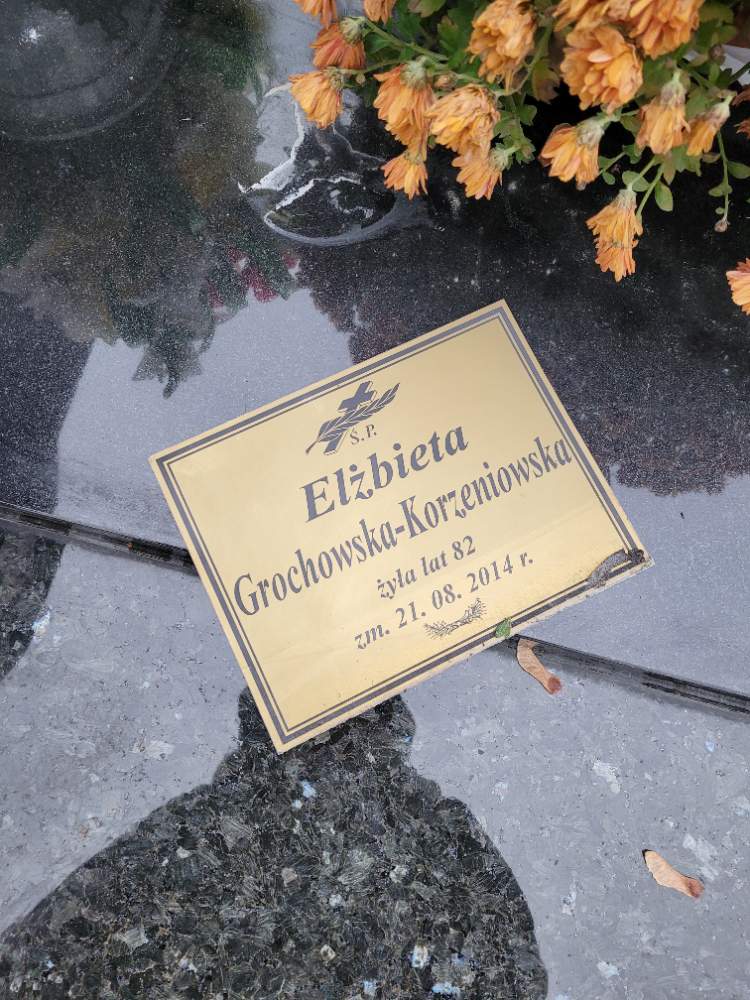 Ś.P.
Elżbieta
Grochowska-Korzeniowska
żyła lat 82
zm. 21. 08. 2014 r.